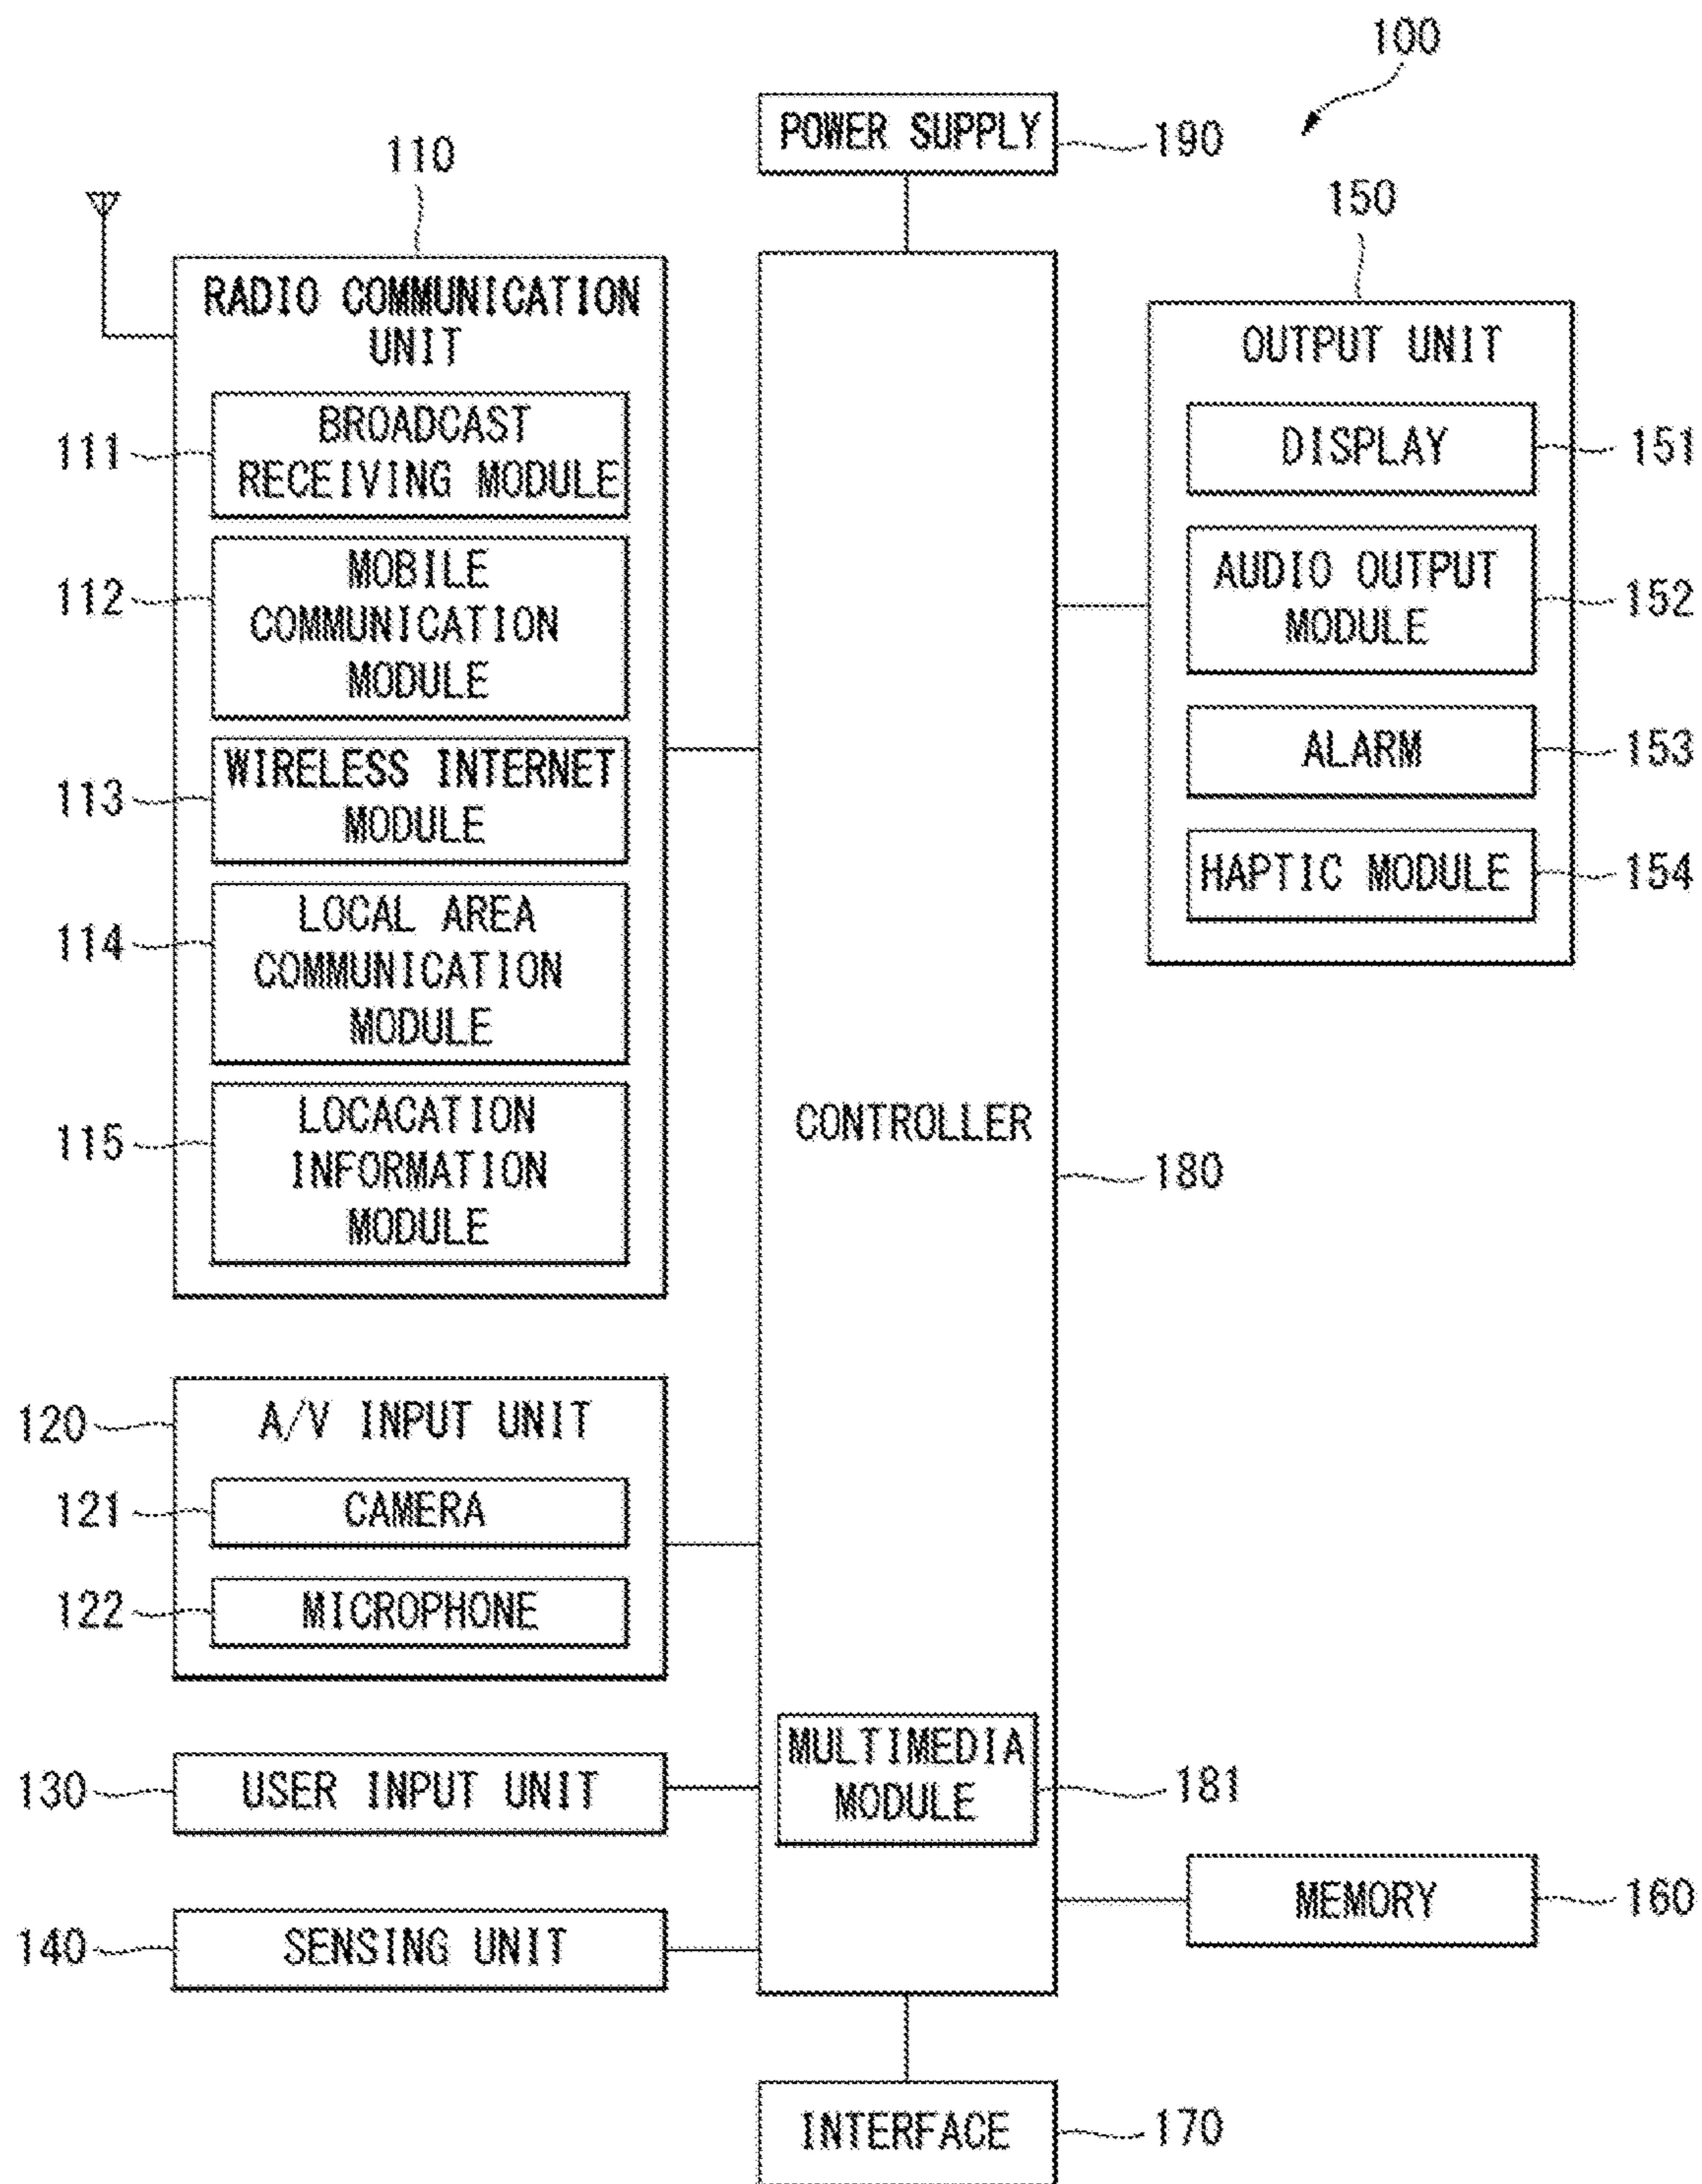 100
POWER SUPPLY
190
110
150
RADIO COMMUNICATION
UNIT
111
BROADCAST
RECEIVING MODULE
112
MOBILE
COMMUNICATION
MODULE
113
WIRELESS INTERNET
MODULE
114
LOCAL AREA
COMMUNICATION
MODULE
115
LOCACATION
INFORMATION
MODULE
OUTPUT UNIT
DISPLAY
151
AUDIO OUTPUT
MODULE
152
ALARM
153
HAPTIC MODULE
154
CONTROLLER
180
120
A/V INPUT UNIT
121
CAMERA
122
MICROPHONE
MULTIMEDIA
MODULE
181
130
USER INPUT UNIT
140
SENSING UNIT
MEMORY
160
INTERFACE
170